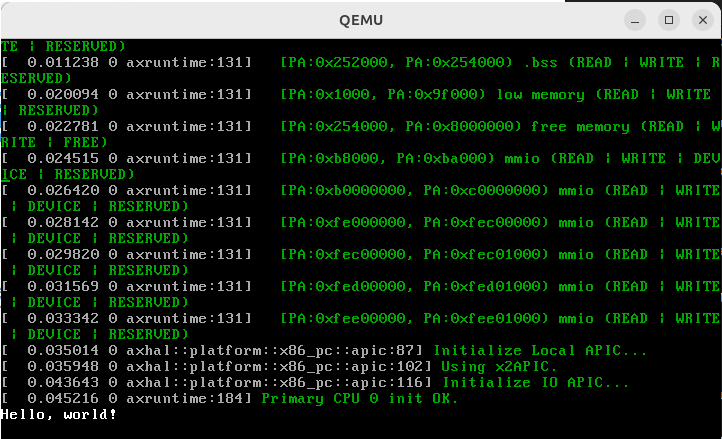 QEMU
TE | RESERVED)
[  0.011238 0 axruntime:131]   [PA:0x252000, PA:0x254000) .bss (READ | WRITE | R
ESERVED)
[  0.020094 0 axruntime:131]   [PA:0x1000, PA:0x9f000) low memory (READ | WRITE
| RESERVED)
[  0.022781 0 axruntime:131]   [PA:0x254000, PA:0x8000000) free memory (READ | W
RITE | FREE)
[  0.024515 0 axruntime:131]   [PA:0xb8000, PA:0xba000) mmio (READ | WRITE | DEV
ICE | RESERVED)
[  0.026420 0 axruntime:131]   [PA:0xb0000000, PA:0xc0000000) mmio (READ | WRITE
| DEVICE | RESERVED)
[  0.028142 0 axruntime:131]   [PA:0xfe000000, PA:0xfec00000) mmio (READ | WRITE
| DEVICE | RESERVED)
[  0.029820 0 axruntime:131]   [PA:0xfec00000, PA:0xfec01000) mmio (READ | WRITE
| DEVICE | RESERVED)
[  0.031569 0 axruntime:131]   [PA:0xfed00000, PA:0xfed01000) mmio (READ | WRITE
| DEVICE | RESERVED)
[  0.033342 0 axruntime:131]   [PA:0xfee00000, PA:0xfee01000) mmio (READ | WRITE
| DEVICE | RESERVED)
[  0.035014 0 axhal::platform::x86_pc::apic:87] Initialize Local APIC...
[  0.035948 0 axhal::platform::x86_pc::apic:102] Using x2APIC.
[  0.043643 0 axhal::platform::x86_pc::apic:116] Initialize IO APIC...
[  0.045216 0 axruntime:184] Primary CPU 0 init OK.
Hello, world!